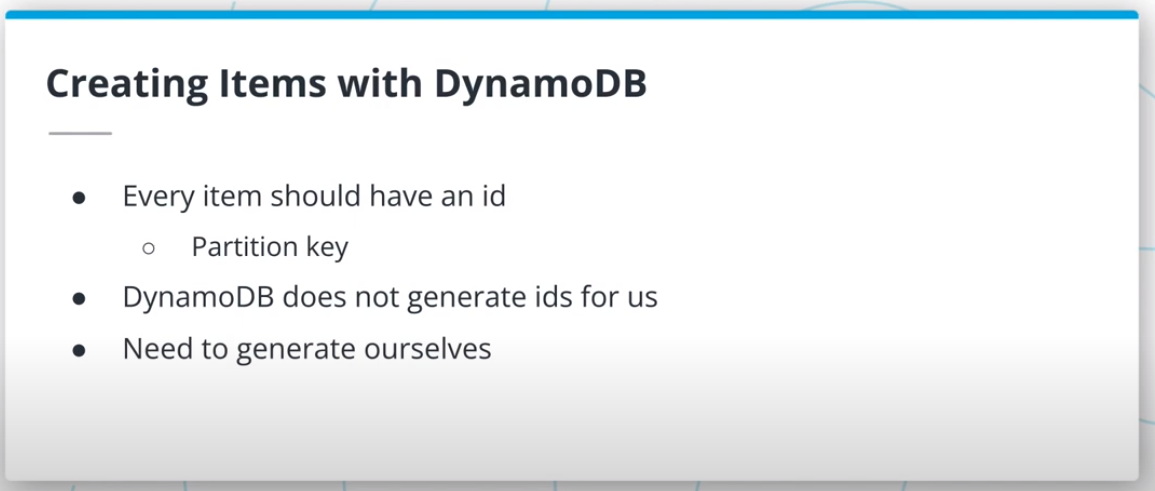 Creating Items with DynamoDB
● Every item should have an id
○ Partition key
● DynamoDB does not generate ids for us
● Need to generate ourselves